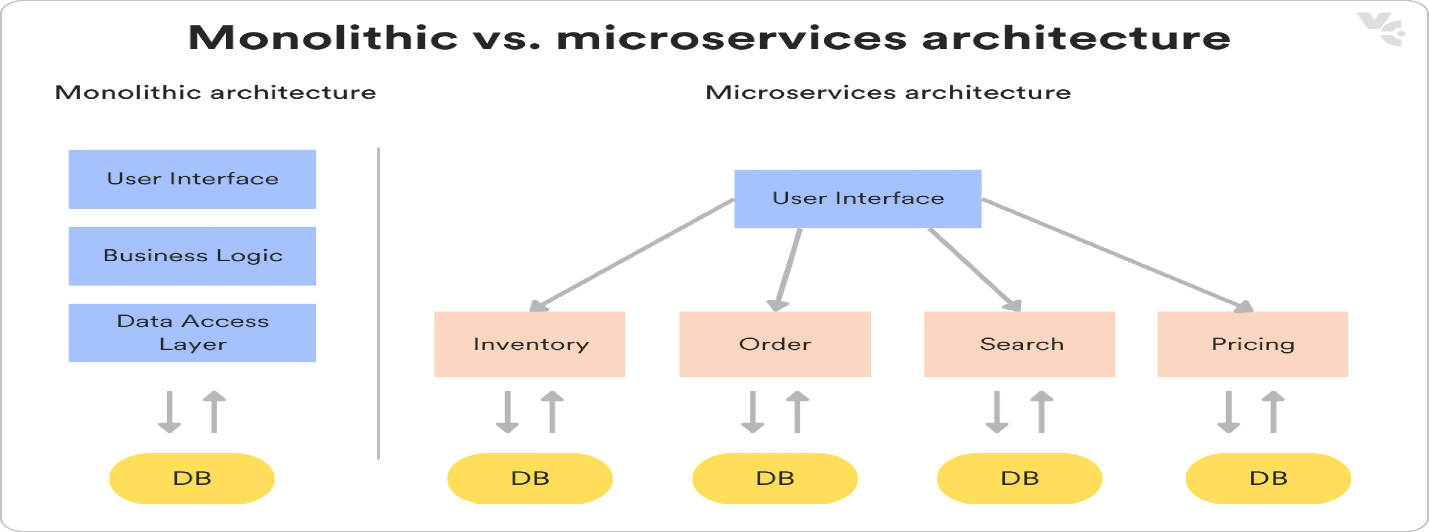 Monolithic vs. microservices architecture
Monolithic architecture
User Interface
Business Logic
Data Access
Layer
DB
Microservices architecture
User Interface
Inventory
Order
Search
Pricing
DB
DB
DB
DB